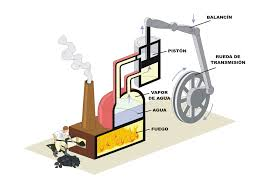 BALANCÍN
PISTÓN
RUEDA DE
TRANSMISIÓN
VAPOR
DE AGUA
AGUA
FUEGO